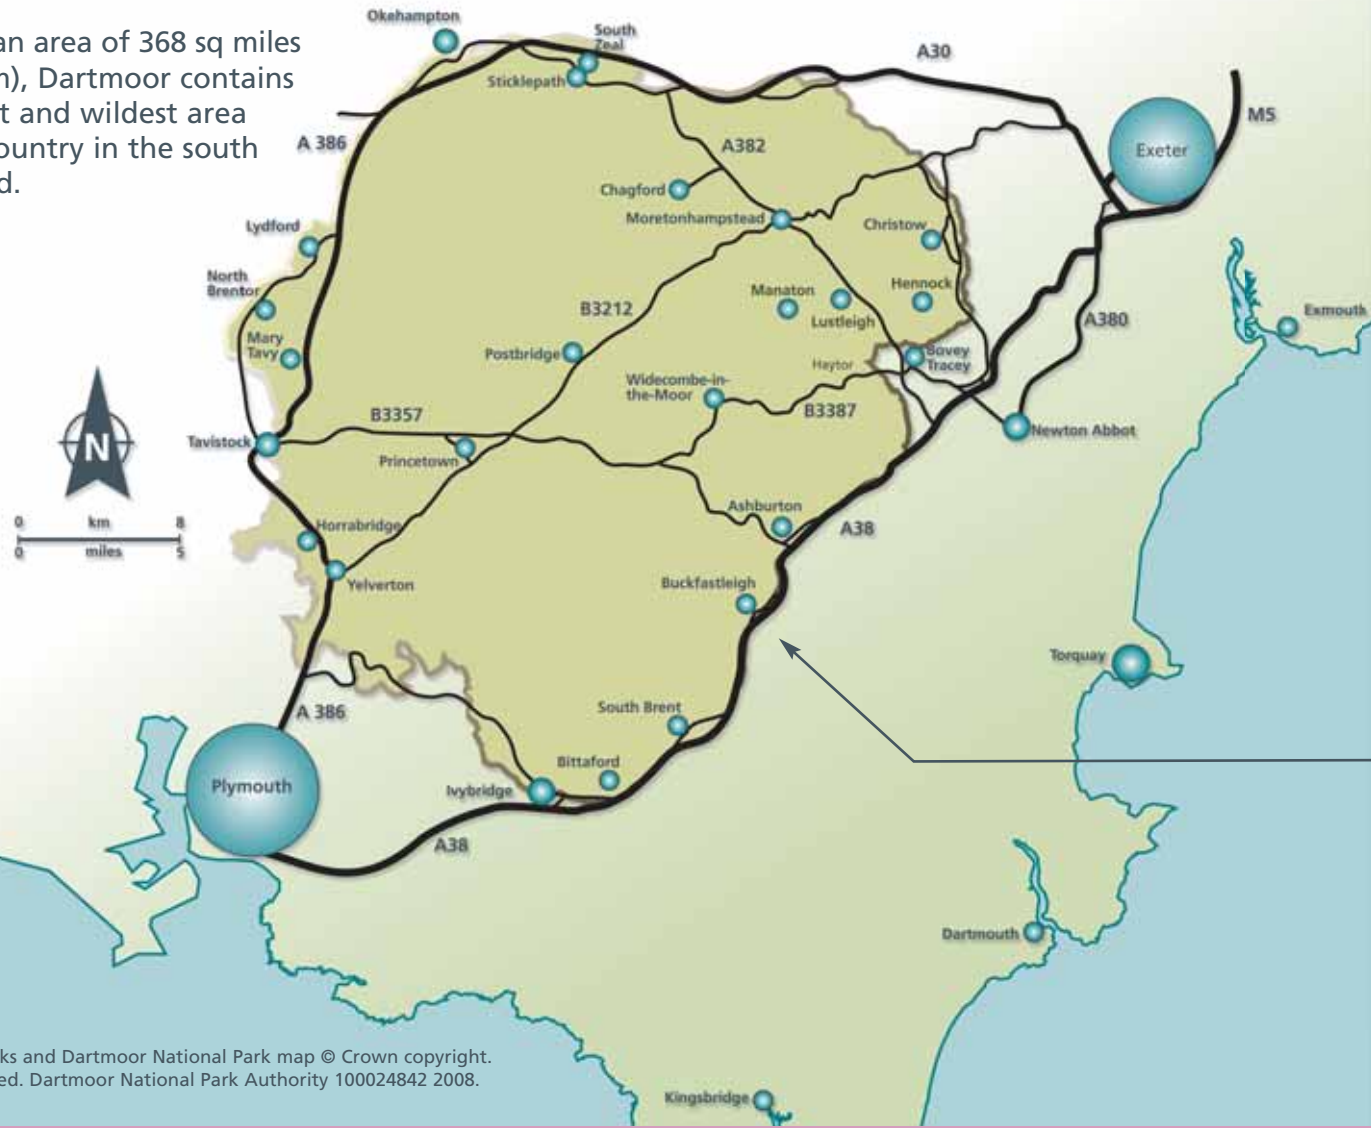 an area of 368 sq miles
), Dartmoor contains
t and wildest area
ountry in the south
d.
Okehampton
South
Zeal
Sticklepath
A30
M5
A 386
A382
Exeter
Chagford
Moretonhampstead
Christow
Lydford
North
Brentor
Hennock
Manaton
Lustleigh
B3212
Exmouth
A380
Mary
Tavy
Postbridge
Haytor
Bovey
Tracey
Widecombe-in-
the-Moor
B3387
N
B3357
Tavistock
Newton Abbot
Princetown
0 km 8
0 miles 5
Horrabridge
Ashburton
A38
Yelverton
Buckfastleigh
Torquay
A 386
South Brent
Bittaford
Plymouth
Ivybridge
A38
Dartmouth
ks and Dartmoor National Park map © Crown copyright.
ed. Dartmoor National Park Authority 100024842 2008.
Kingsbridge